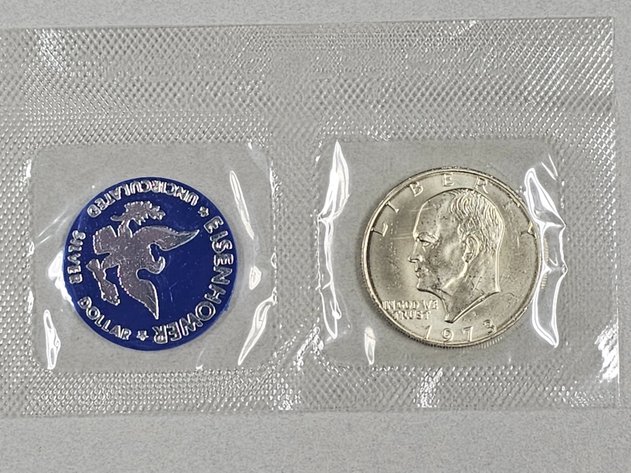 EISENHOWER
UNCIRCULATED
SILVER
DOLLAR
LIBERTY
IN GOD WE
TRUST
1973